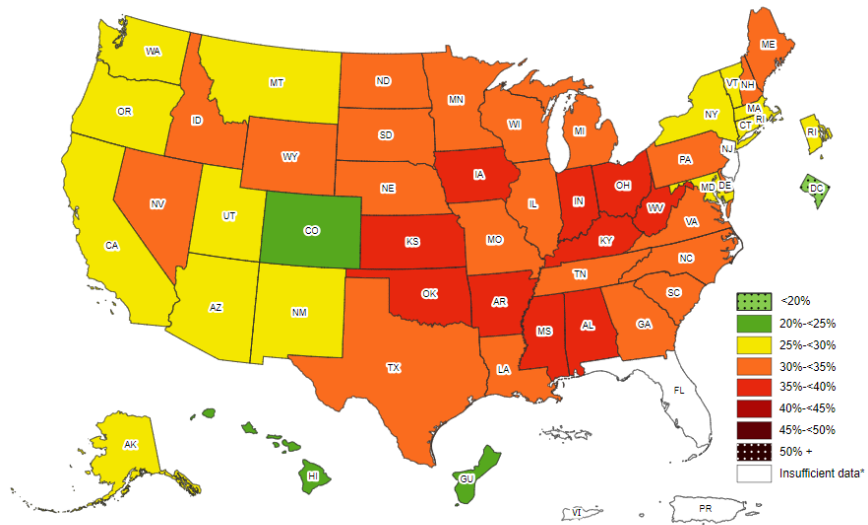 ME
WA
MT
ND
VT
NH
MN
OR
NY
MA
CT
RI
WI
MI
ID
SD
RI
WY
NJ
PA
IA
NE
OH
DE
MD
DC
NV
IL
IN
WV
UT
VA
CO
KS
MO
KY
CA
NC
TN
OK
AR
SC
AZ
NM
MS
AL
GA
TX
LA
FL
AK
HI
GU
VI
PR
<20%
20%-<25%
25%-<30%
30%-<35%
35%-<40%
40%-<45%
45%-<50%
50% +
Insufficient data*